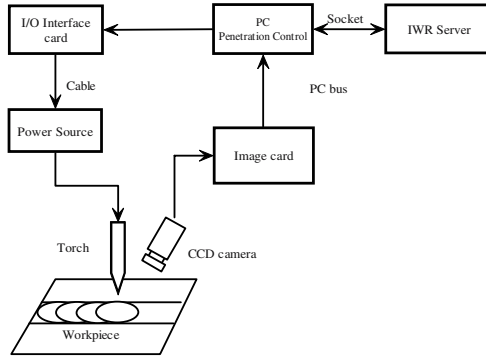 I/O Interface
card
PC
Penetration Control
Socket
IWR Server
Cable
PC bus
Power Source
Image card
Torch
CCD camera
Workpiece